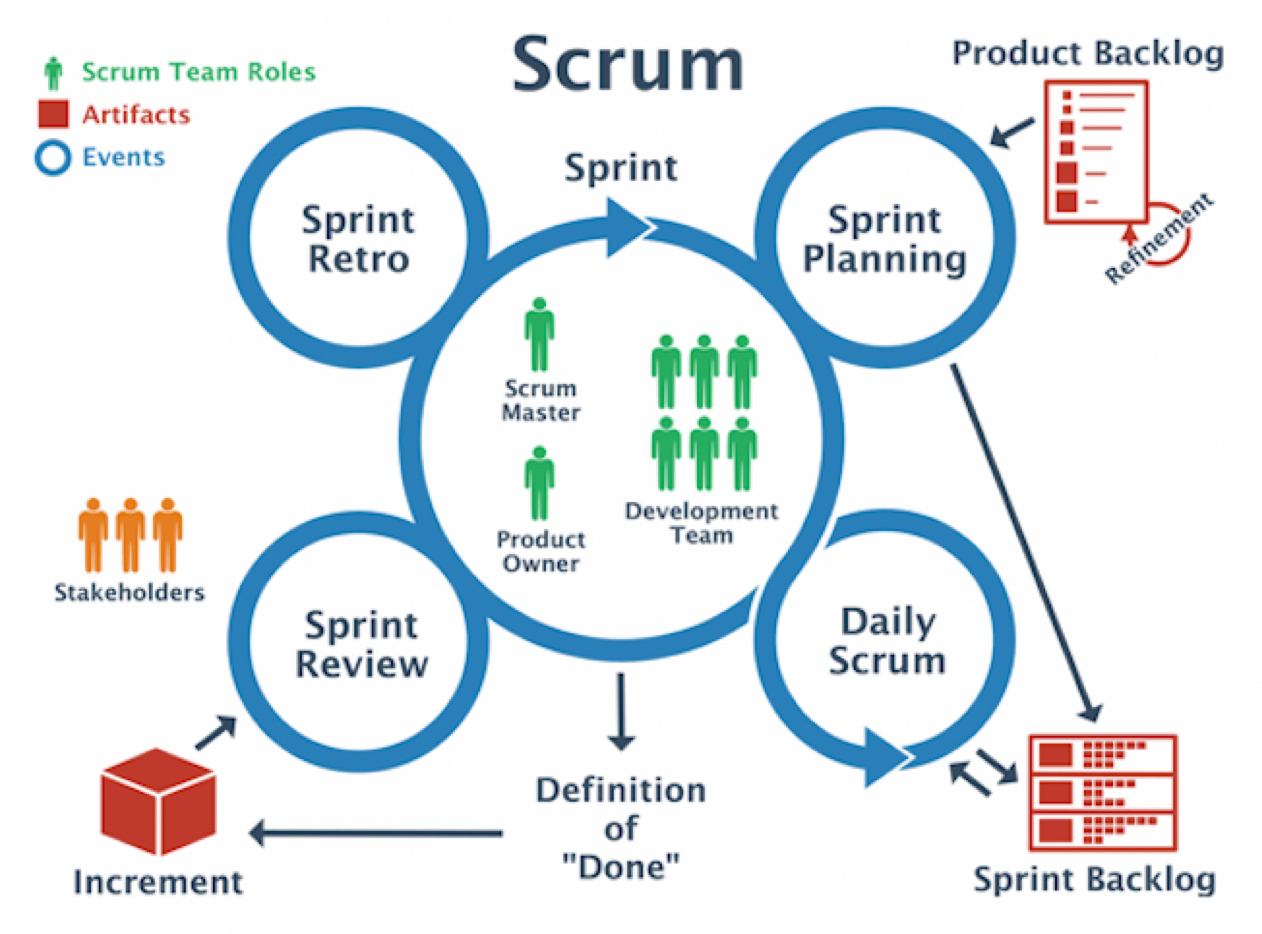 Scrum
Scrum Team Roles
Artifacts
Events
Product Backlog
Refinement
Sprint
Sprint
Retro
Sprint
Planning
Scrum
Master
Product
Owner
Development
Team
Stakeholders
Sprint
Review
Daily
Scrum
Definition
of
"Done"
Increment
Sprint Backlog